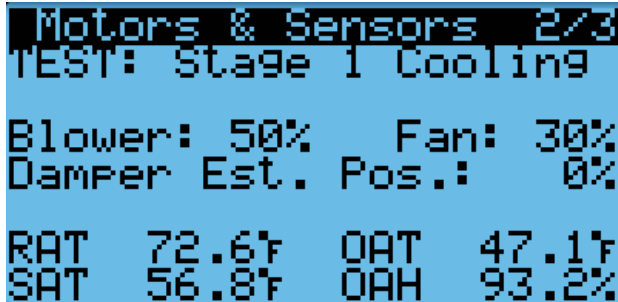 Motors & Sensors 2/3
TEST: Stage 1 Cooling
Blower: 50% Fan: 30%
Damper Est. Pos.: 0%
RAT 72.6°F OAT 47.1°F
SAT 56.8°F OAH 93.2%